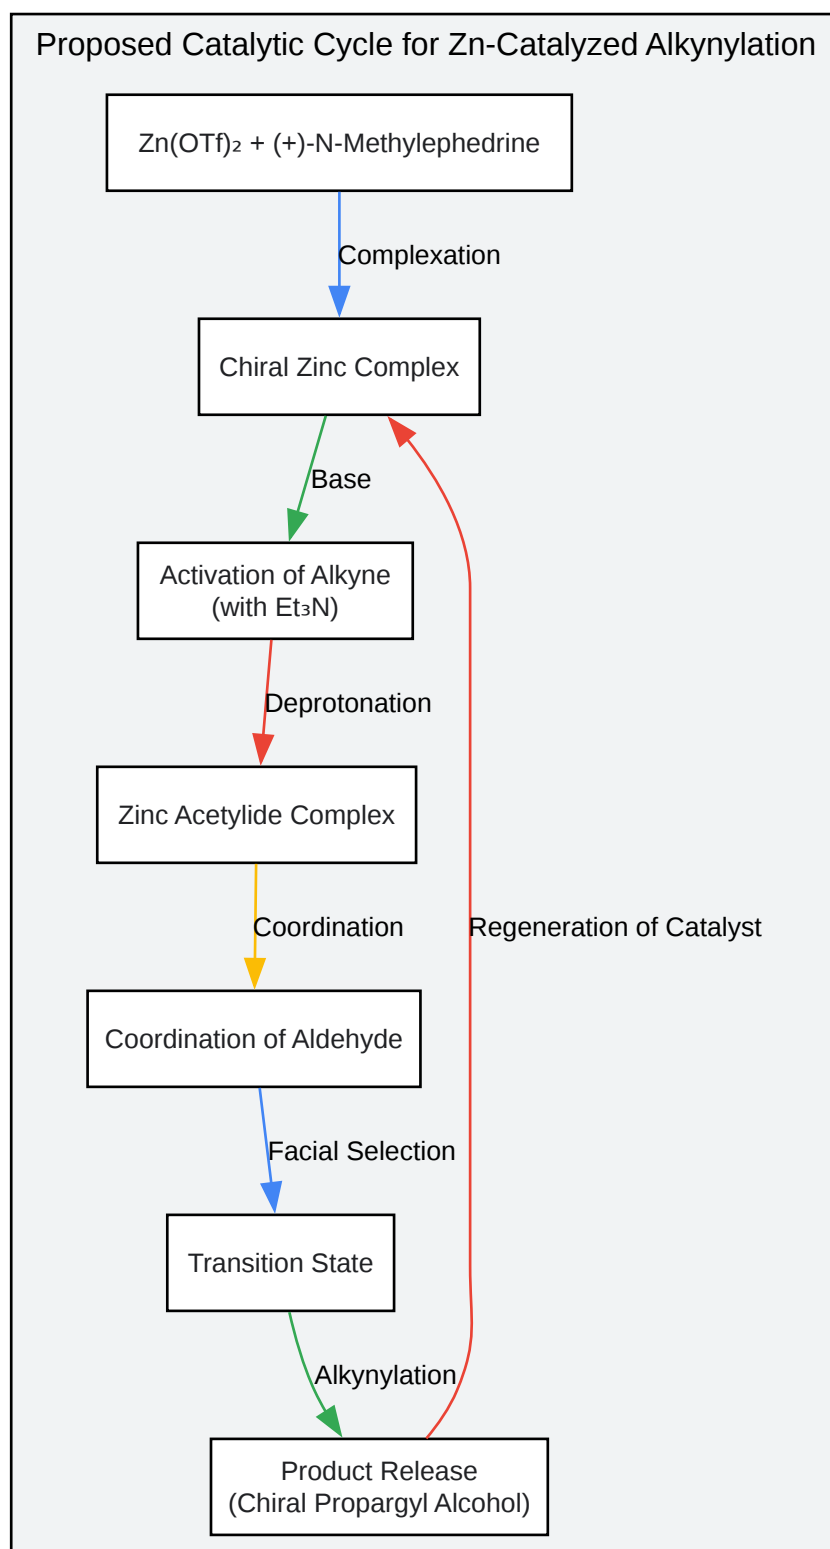 Proposed Catalytic Cycle for Zn-Catalyzed Alkynylation
Zn(OTf)₂ + (+)-N-Methylephedrine
Complexation
Chiral Zinc Complex
Base
Activation of Alkyne
(with Et₃N)
Deprotonation
Zinc Acetylide Complex
Coordination
Regeneration of Catalyst
Coordination of Aldehyde
Facial Selection
Transition State
Alkynylation
Product Release
(Chiral Propargyl Alcohol)